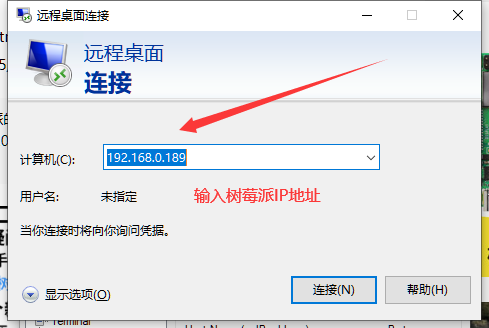 远程桌面连接
远程桌面
连接
计算机(C):
192.168.0.189
用户名:
未指定
输入树莓派IP地址
当你连接时将向你询问凭据。
显示选项(O)
连接(N)
帮助(H)
Terminal